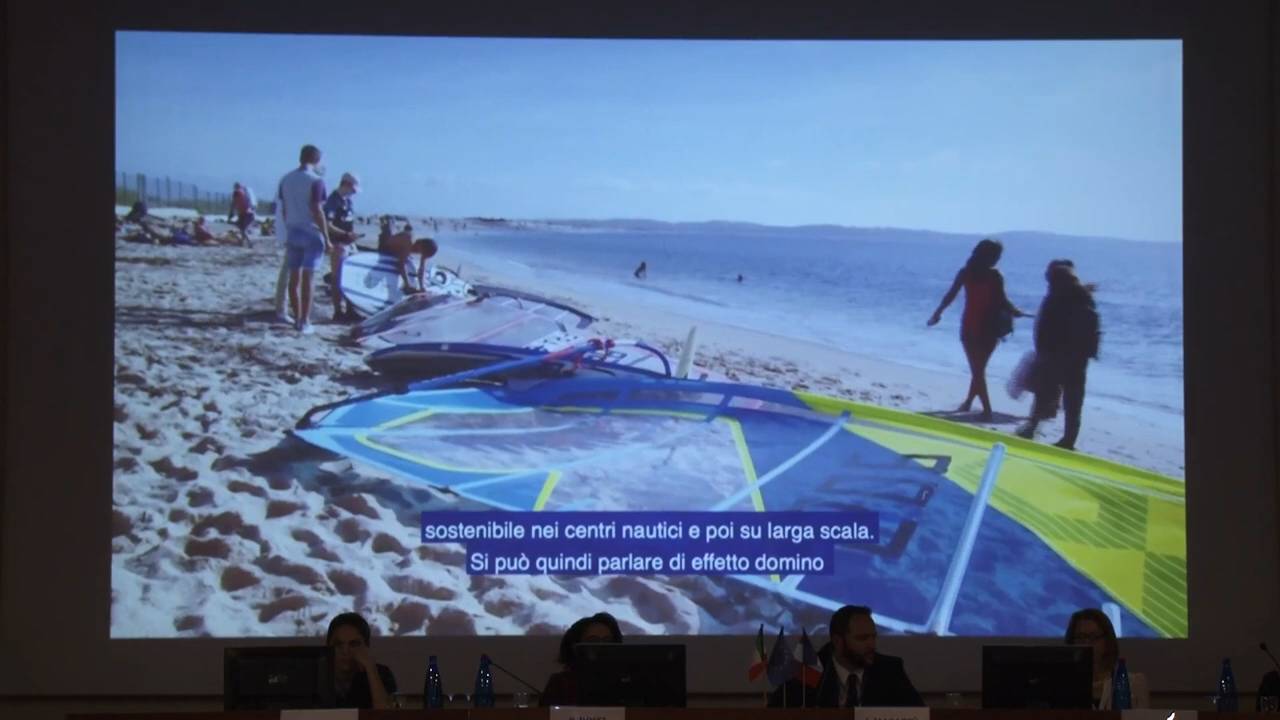 sostenibile nei centri nautici e poi su larga scala.
Si può quindi parlare di effetto domino